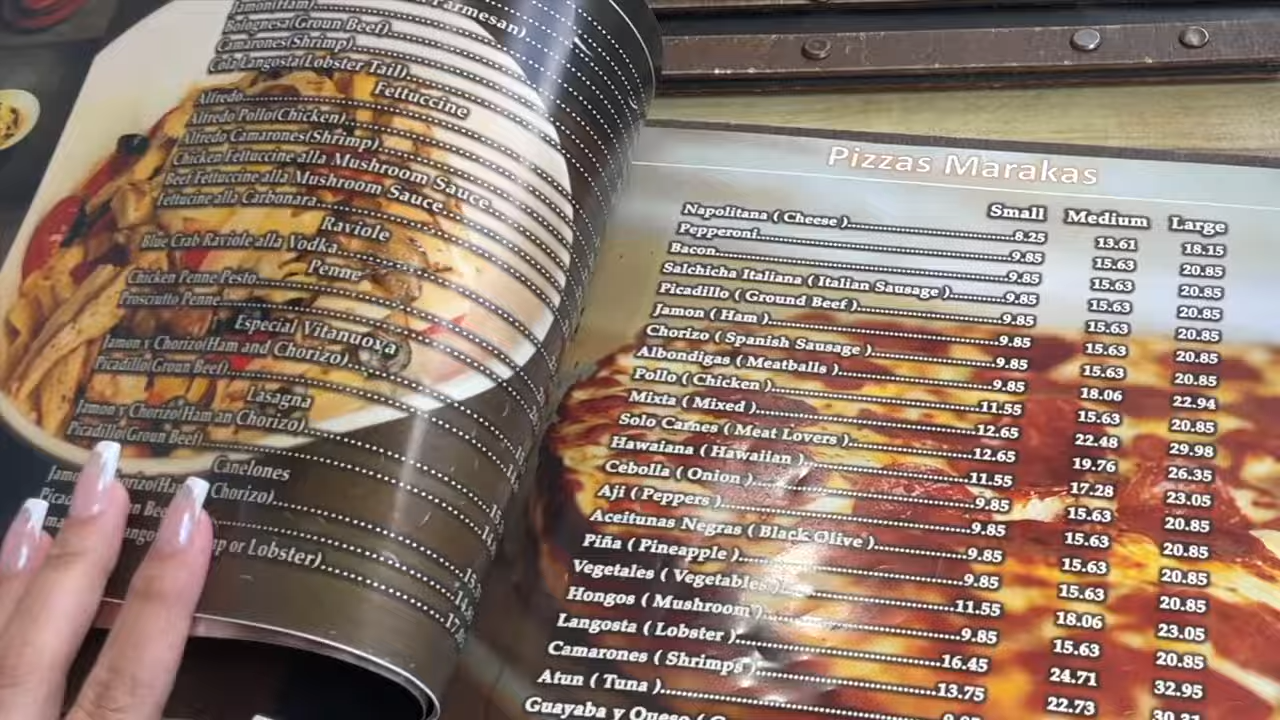 Parmesan)
Jamon(Ham)
Bolognesa(Groun Beef)
Camarones(Shrimp)
Cola Langosta(Lobster Tail)
Fettuccine
Alfredo
Alfredo Pollo(Chicken)
Alfredo Camarones(Shrimp)
Chicken Fettuccine alla Mushroom Sauce
Beef Fettuccine alla Mushroom Sauce
Fettucine alla Carbonara
Raviole
Blue Crab Raviole alla Vodka
Penne
Chicken Penne Pesto
Prosciutto Penne
Especial Vitanuova
Jamon y Chorizo(Ham and Chorizo)
Picadillo(Groun Beef)
Lasagna
Jamon y Chorizo(Ham an Chorizo)
Picadillo(Groun Beef)
Canelones
Chorizo)
or Lobster)
Pizzas Marakas
Small Medium Large
Napolitana ( Cheese ) 8.25 13.61 18.15
Pepperoni 9.85 15.63 20.85
Bacon 9.85 15.63 20.85
Salchicha Italiana ( Italian Sausage ) 9.85 15.63 20.85
Picadillo ( Ground Beef ) 9.85 15.63 20.85
Jamon ( Ham ) 9.85 15.63 20.85
Chorizo ( Spanish Sausage ) 9.85 15.63 20.85
Albondigas ( Meatballs ) 9.85 18.06 22.94
Pollo ( Chicken ) 11.55 15.63 20.85
Mixta ( Mixed ) 12.65 22.48 29.98
Solo Carnes ( Meat Lovers ) 12.65 19.76 26.35
Hawaiana ( Hawaiian ) 11.55 17.28 23.05
Cebolla ( Onion ) 9.85 15.63 20.85
Aji ( Peppers ) 9.85 15.63 20.85
Aceitunas Negras ( Black Olive ) 9.85 15.63 20.85
Piña ( Pineapple ) 9.85 15.63 20.85
Vegetales ( Vegetables ) 11.55 18.06 23.05
Hongos ( Mushroom ) 9.85 15.63 20.85
Langosta ( Lobster ) 16.45 24.71 32.95
Camarones ( Shrimps ) 13.75 22.73
Atun ( Tuna )
Guayaba y Queso